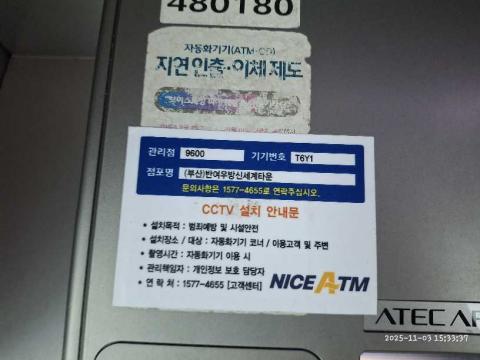 480180
자동화기기(ATM·CD)
지연인출·이체제도
관리점 9600 기기번호 T6Y1
점포명 (부산)반여우방신세계타운
문의사항은 1577-4655로 연락주십시오.
CCTV 설치 안내문
• 설치목적 : 범죄예방 및 시설안전
• 설치장소 / 대상 : 자동화기기 코너 / 이용고객 및 주변
• 촬영시간 : 자동화기기 이용 시
• 관리책임자 : 개인정보 보호 담당자
• 연 락 처 : 1577-4655 [고객센터]
NICE ATM
ATEC AP
2025-11-03 15:33:37